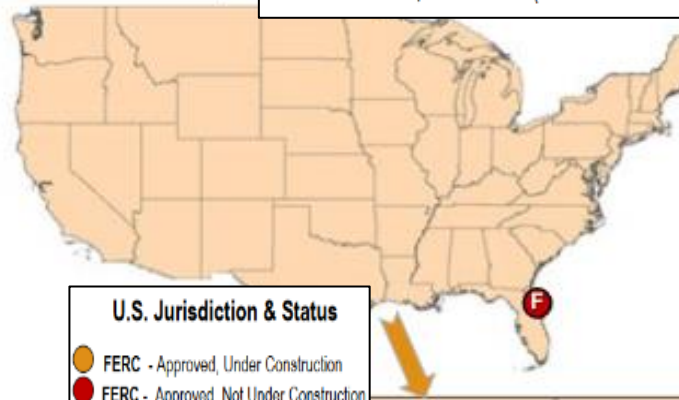 F
U.S. Jurisdiction & Status
FERC - Approved, Under Construction
FERC - Approved, Not Under Construction